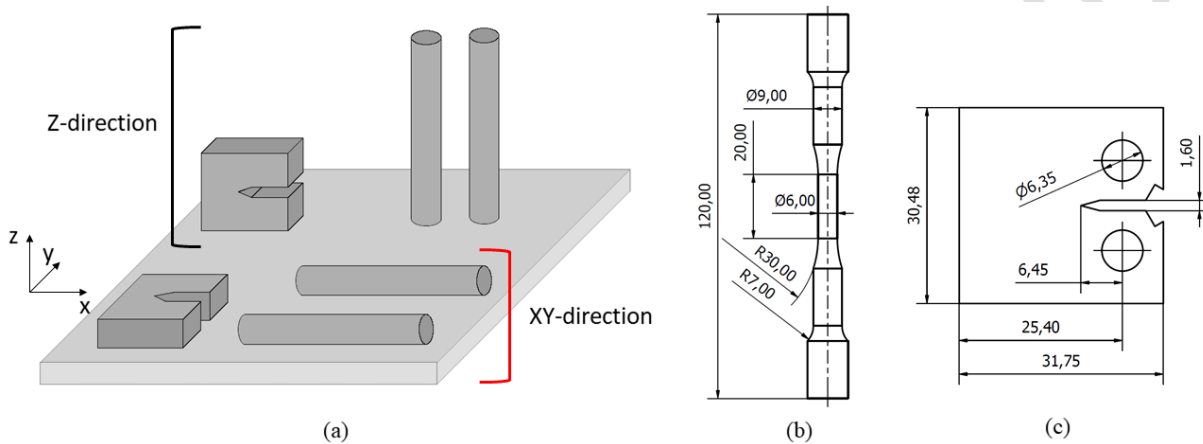 Z-direction
z
y
x
XY-direction
(a)
120,00
Ø9,00
20,00
Ø6,00
R30,00
R7,00
(b)
30,48
Ø6,35
1,60
6,45
25,40
31,75
(c)